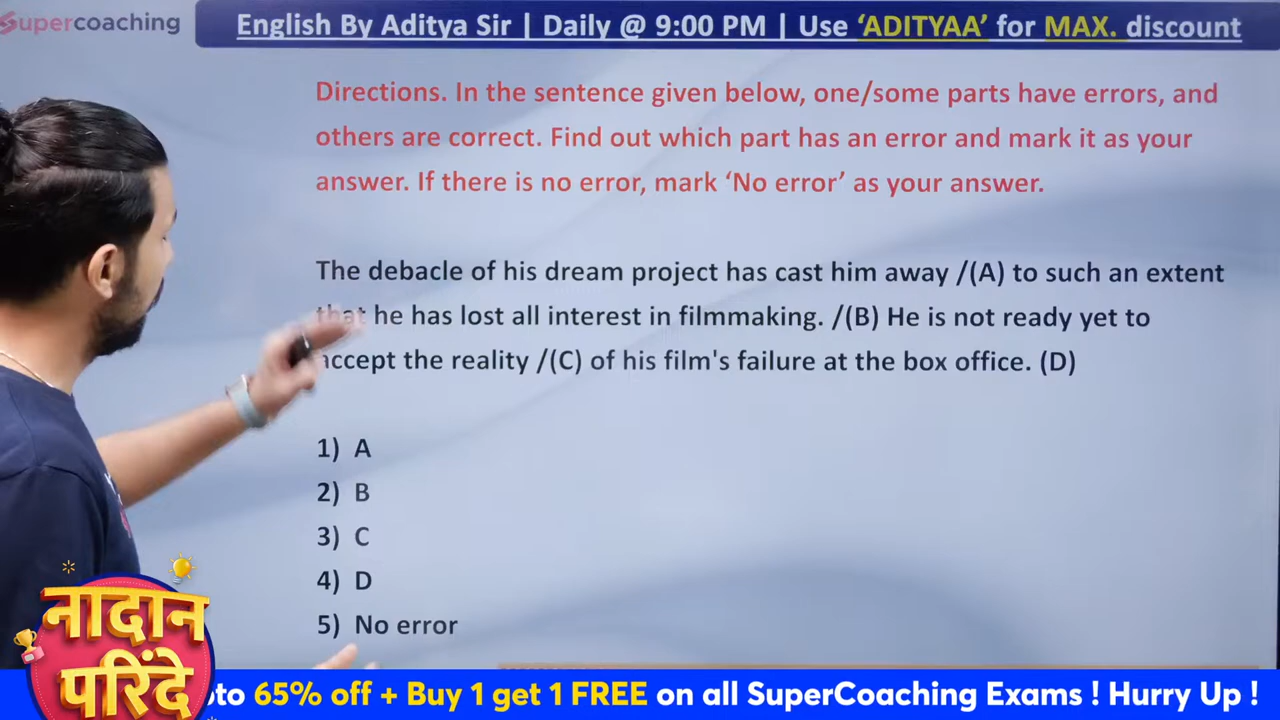 Supercoaching
English By Aditya Sir | Daily @ 9:00 PM | Use ‘ADITYAA’ for MAX. discount
Directions. In the sentence given below, one/some parts have errors, and
others are correct. Find out which part has an error and mark it as your
answer. If there is no error, mark ‘No error’ as your answer.
The debacle of his dream project has cast him away /(A) to such an extent
that he has lost all interest in filmmaking. /(B) He is not ready yet to
accept the reality /(C) of his film's failure at the box office. (D)
1) A
2) B
3) C
4) D
5) No error
नादान
परिंदे
65% off + Buy 1 get 1 FREE on all SuperCoaching Exams ! Hurry Up !